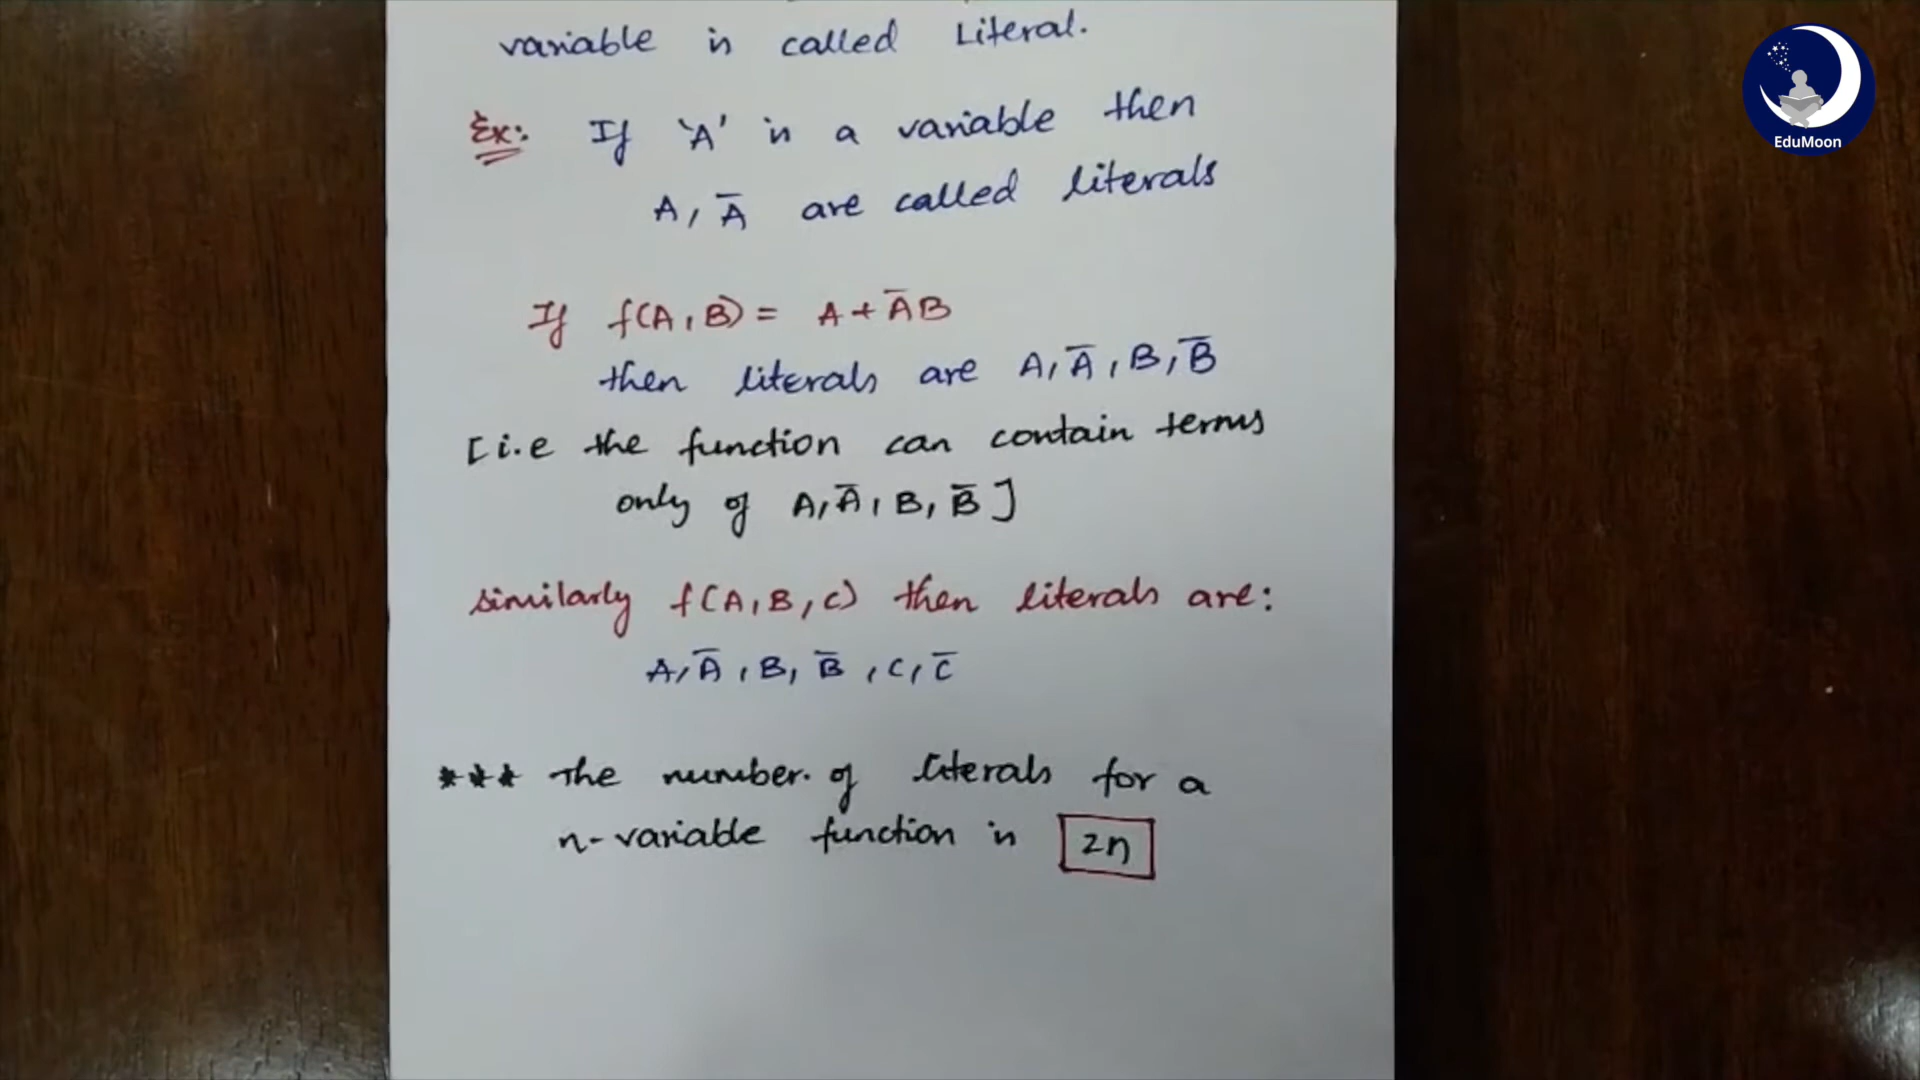 variable is called Literal.
EduMoon
Ex: If 'A' is a variable then
A, A̅ are called literals
If f(A, B) = A + A̅B
then literals are A, A̅, B, B̅
[i.e the function can contain terms
only of A, A̅, B, B̅]
similarly f(A, B, C) then literals are:
A, A̅, B, B̅, C, C̅
*** The number. of literals for a
n-variable function is 2n